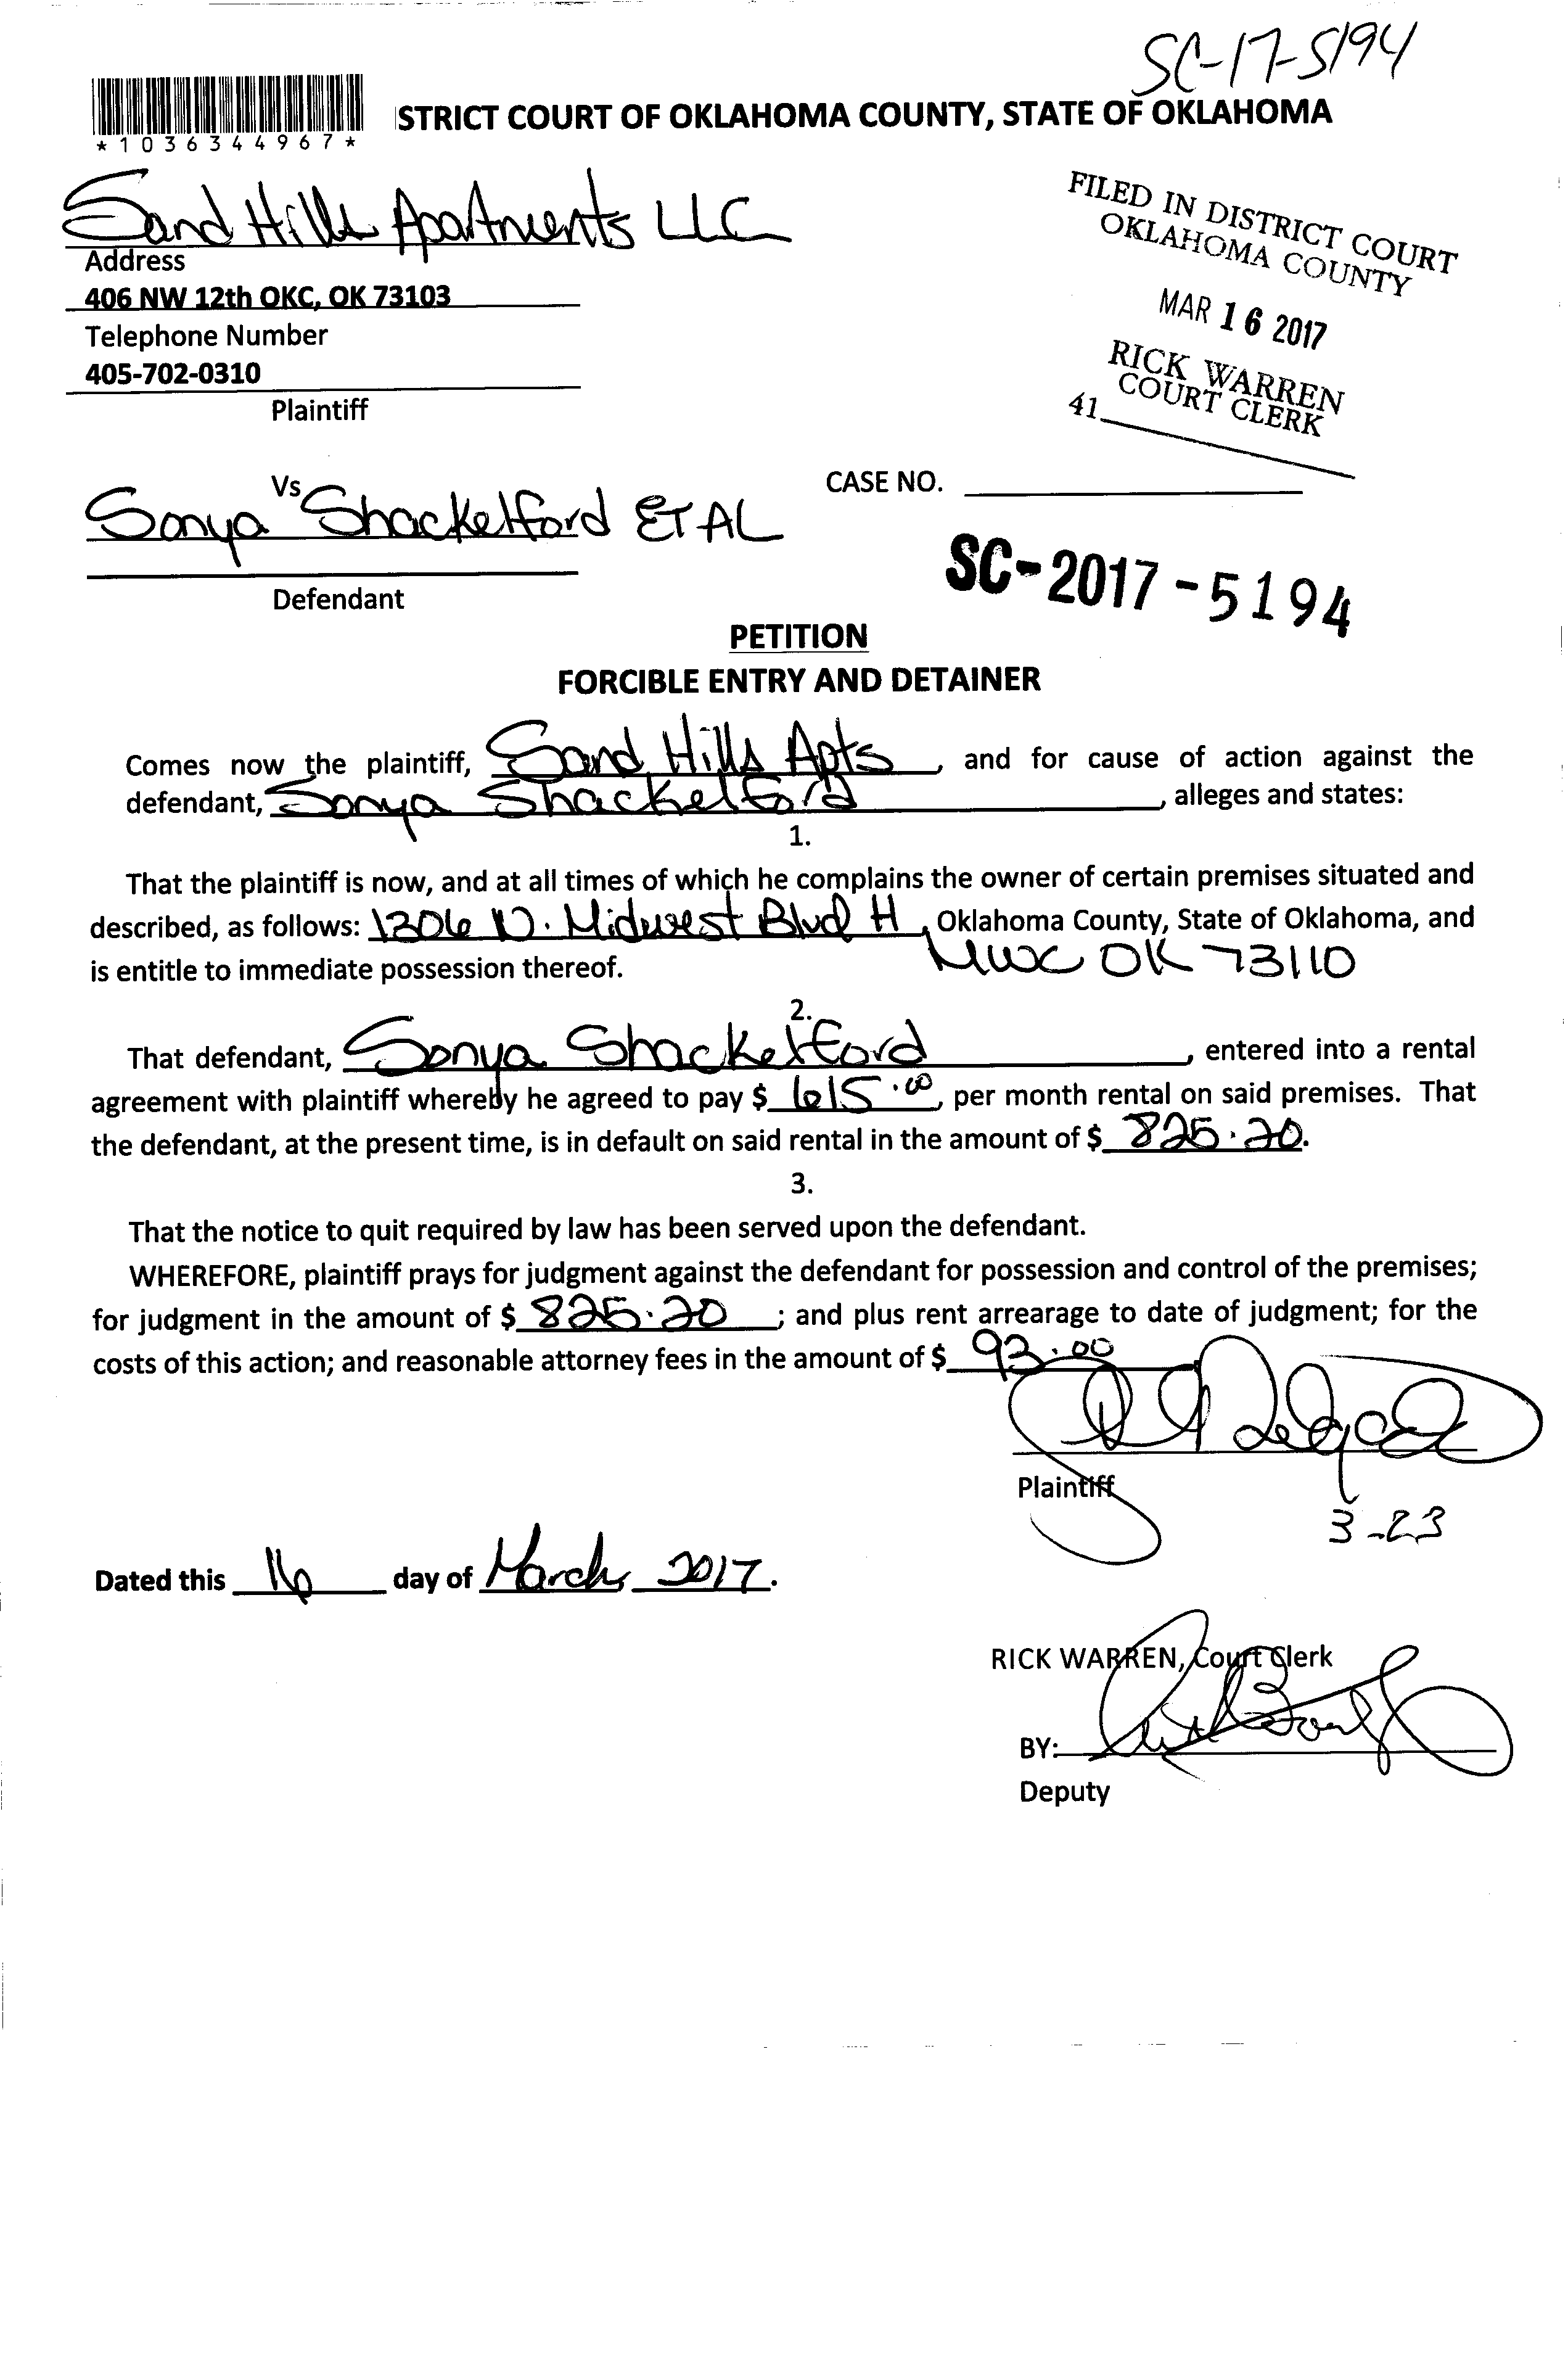 SC-17-5194
STRICT COURT OF OKLAHOMA COUNTY, STATE OF OKLAHOMA
*1036344967*
Sand Hills Apartments LLC
Address
406 NW 12th OKC, OK 73103
Telephone Number
405-702-0310
Plaintiff
FILED IN DISTRICT COURT
OKLAHOMA COUNTY
MAR 16 2017
RICK WARREN
COURT CLERK
41
Vs
Sonya Shackelford ET AL
Defendant
CASE NO.
SC-2017-5194
PETITION
FORCIBLE ENTRY AND DETAINER
Comes now the plaintiff, Sand Hills Apts, and for cause of action against the
defendant, Sonya Shackelford, alleges and states:
1.
That the plaintiff is now, and at all times of which he complains the owner of certain premises situated and
described, as follows: 1306 N. Midwest Blvd H, Oklahoma County, State of Oklahoma, and
MWC OK 73110
is entitle to immediate possession thereof.
2.
That defendant, Sonya Shackelford, entered into a rental
agreement with plaintiff whereby he agreed to pay $ 615.00, per month rental on said premises. That
the defendant, at the present time, is in default on said rental in the amount of $ 825.20.
3.
That the notice to quit required by law has been served upon the defendant.
WHEREFORE, plaintiff prays for judgment against the defendant for possession and control of the premises;
for judgment in the amount of $ 825.20; and plus rent arrearage to date of judgment; for the
costs of this action; and reasonable attorney fees in the amount of $ 93.00
Plaintiff
3-23
Dated this 16 day of March 2017.
RICK WARREN, Court Clerk
BY:
Deputy